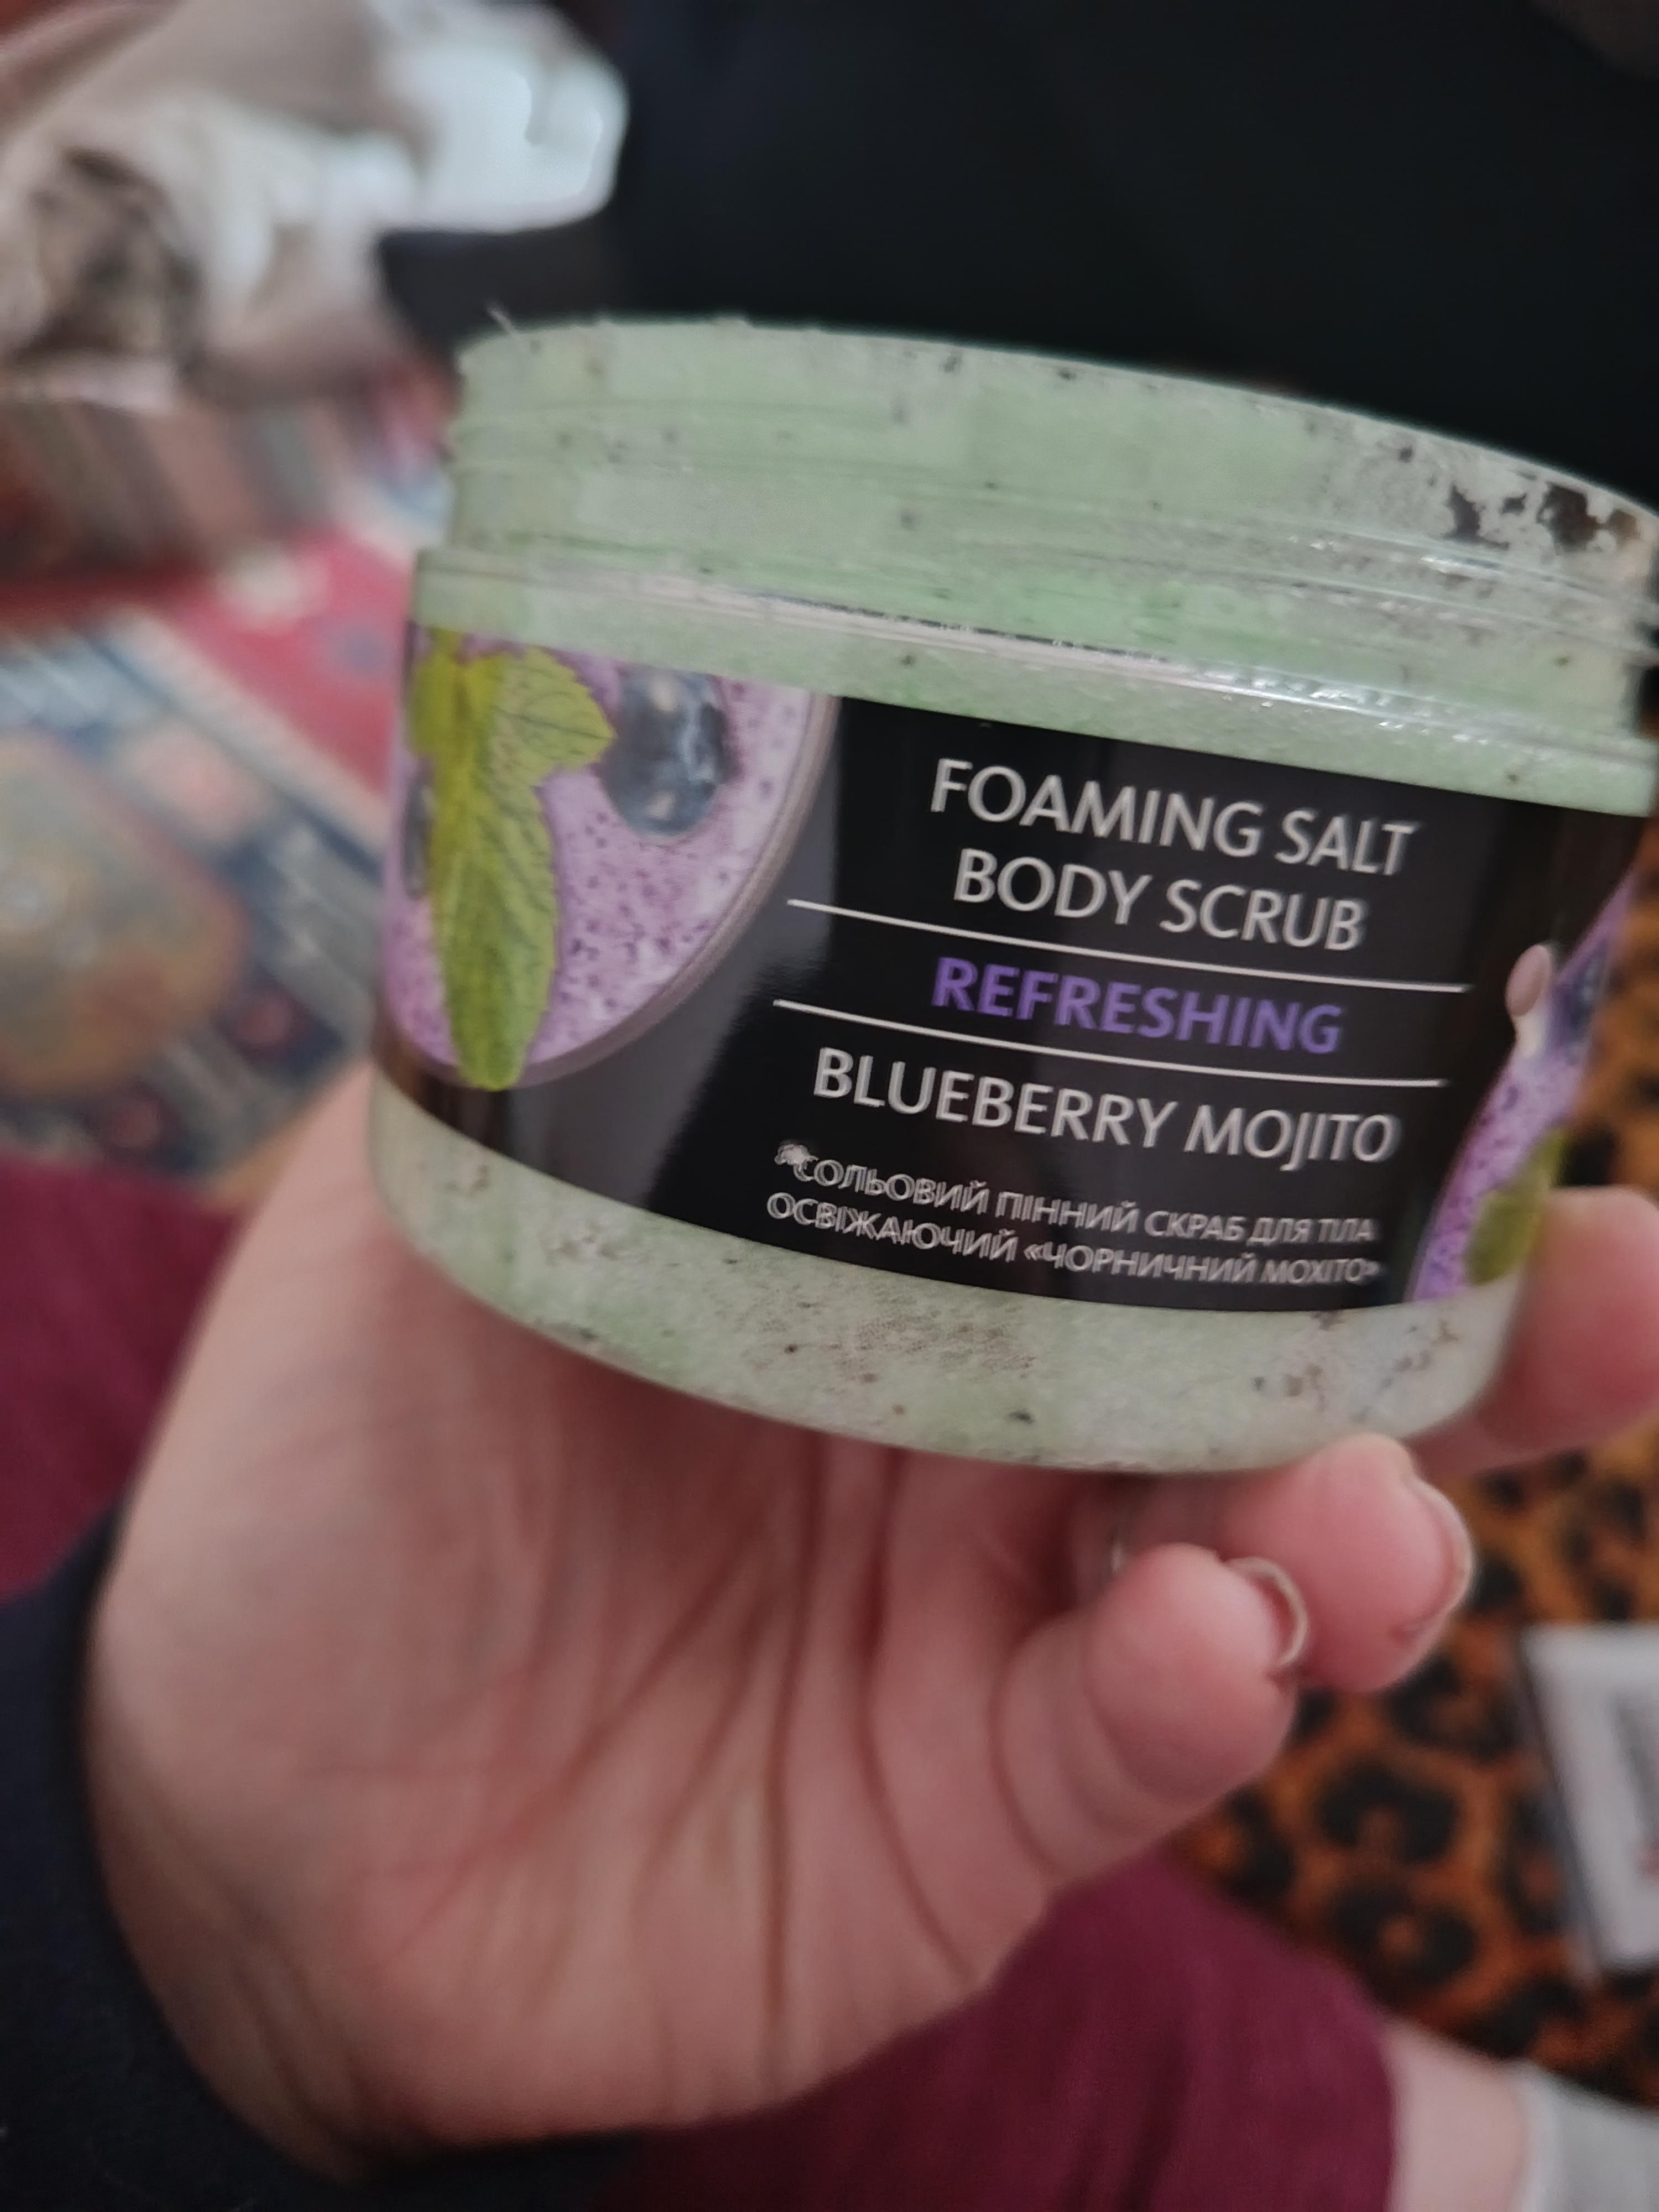 FOAMING SALT
BODY SCRUB
REFRESHING
BLUEBERRY MOJITO
*СОЛЬОВИЙ ПІННИЙ СКРАБ ДЛЯ ТІЛА
ОСВІЖАЮЧИЙ «ЧОРНИЧНИЙ МОХІТО»